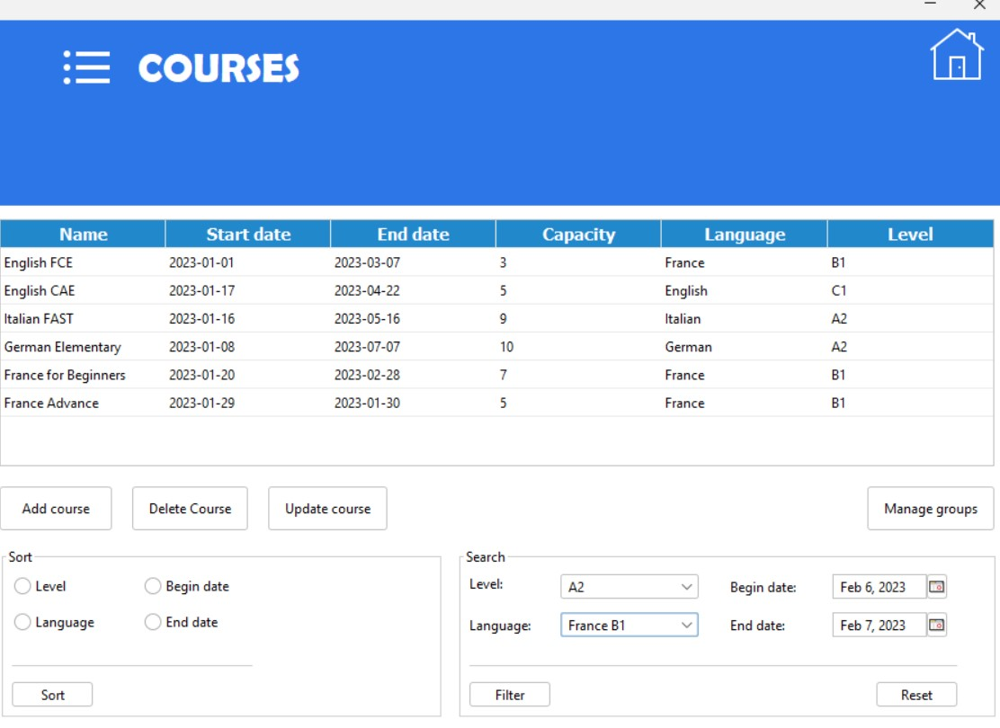 COURSES
Name Start date End date Capacity Language Level
English FCE 2023-01-01 2023-03-07 3 France B1
English CAE 2023-01-17 2023-04-22 5 English C1
Italian FAST 2023-01-16 2023-05-16 9 Italian A2
German Elementary 2023-01-08 2023-07-07 10 German A2
France for Beginners 2023-01-20 2023-02-28 7 France B1
France Advance 2023-01-29 2023-01-30 5 France B1
Add course Delete Course Update course Manage groups
Sort
Level Begin date
Language End date
Sort
Search
Level: A2 Begin date: Feb 6, 2023
Language: France B1 End date: Feb 7, 2023
Filter Reset